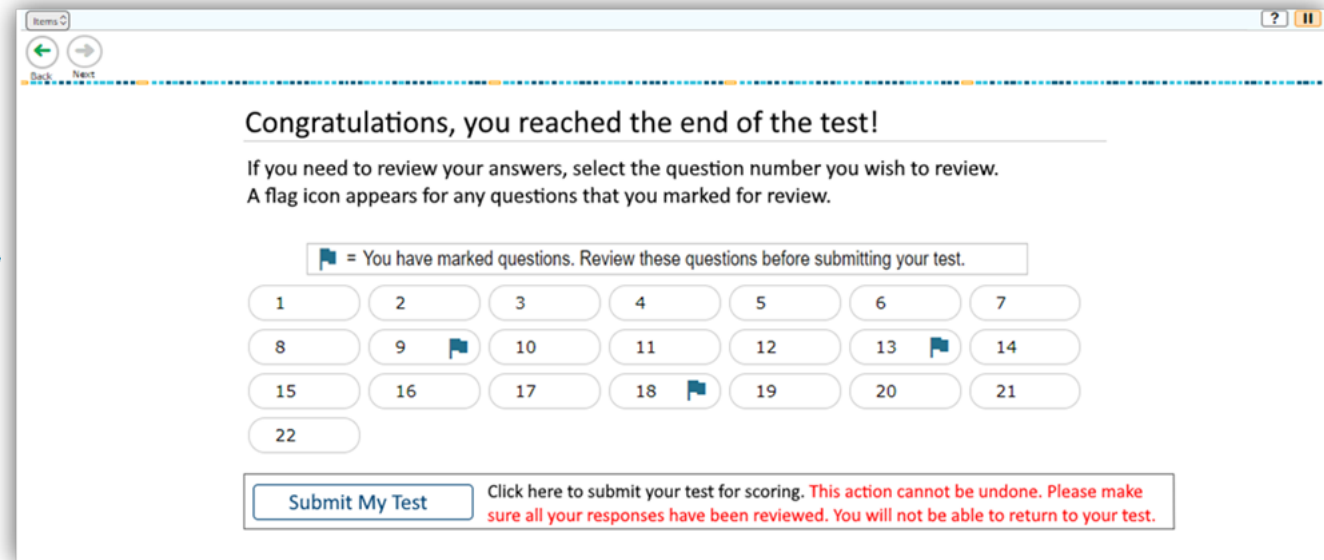 Items
?
Back
Next
Congratulations, you reached the end of the test!
If you need to review your answers, select the question number you wish to review.
A flag icon appears for any questions that you marked for review.
= You have marked questions. Review these questions before submitting your test.
1 2 3 4 5 6 7
8 9 10 11 12 13 14
15 16 17 18 19 20 21
22
Submit My Test
Click here to submit your test for scoring. This action cannot be undone. Please make
sure all your responses have been reviewed. You will not be able to return to your test.